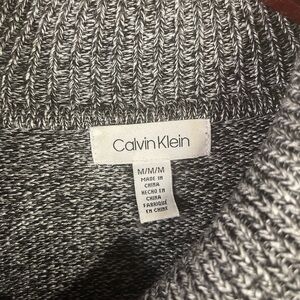 Calvin Klein
M/M/M
MADE IN
CHINA
HECHO EN
CHINA
FABRIQUÉ
EN CHINE